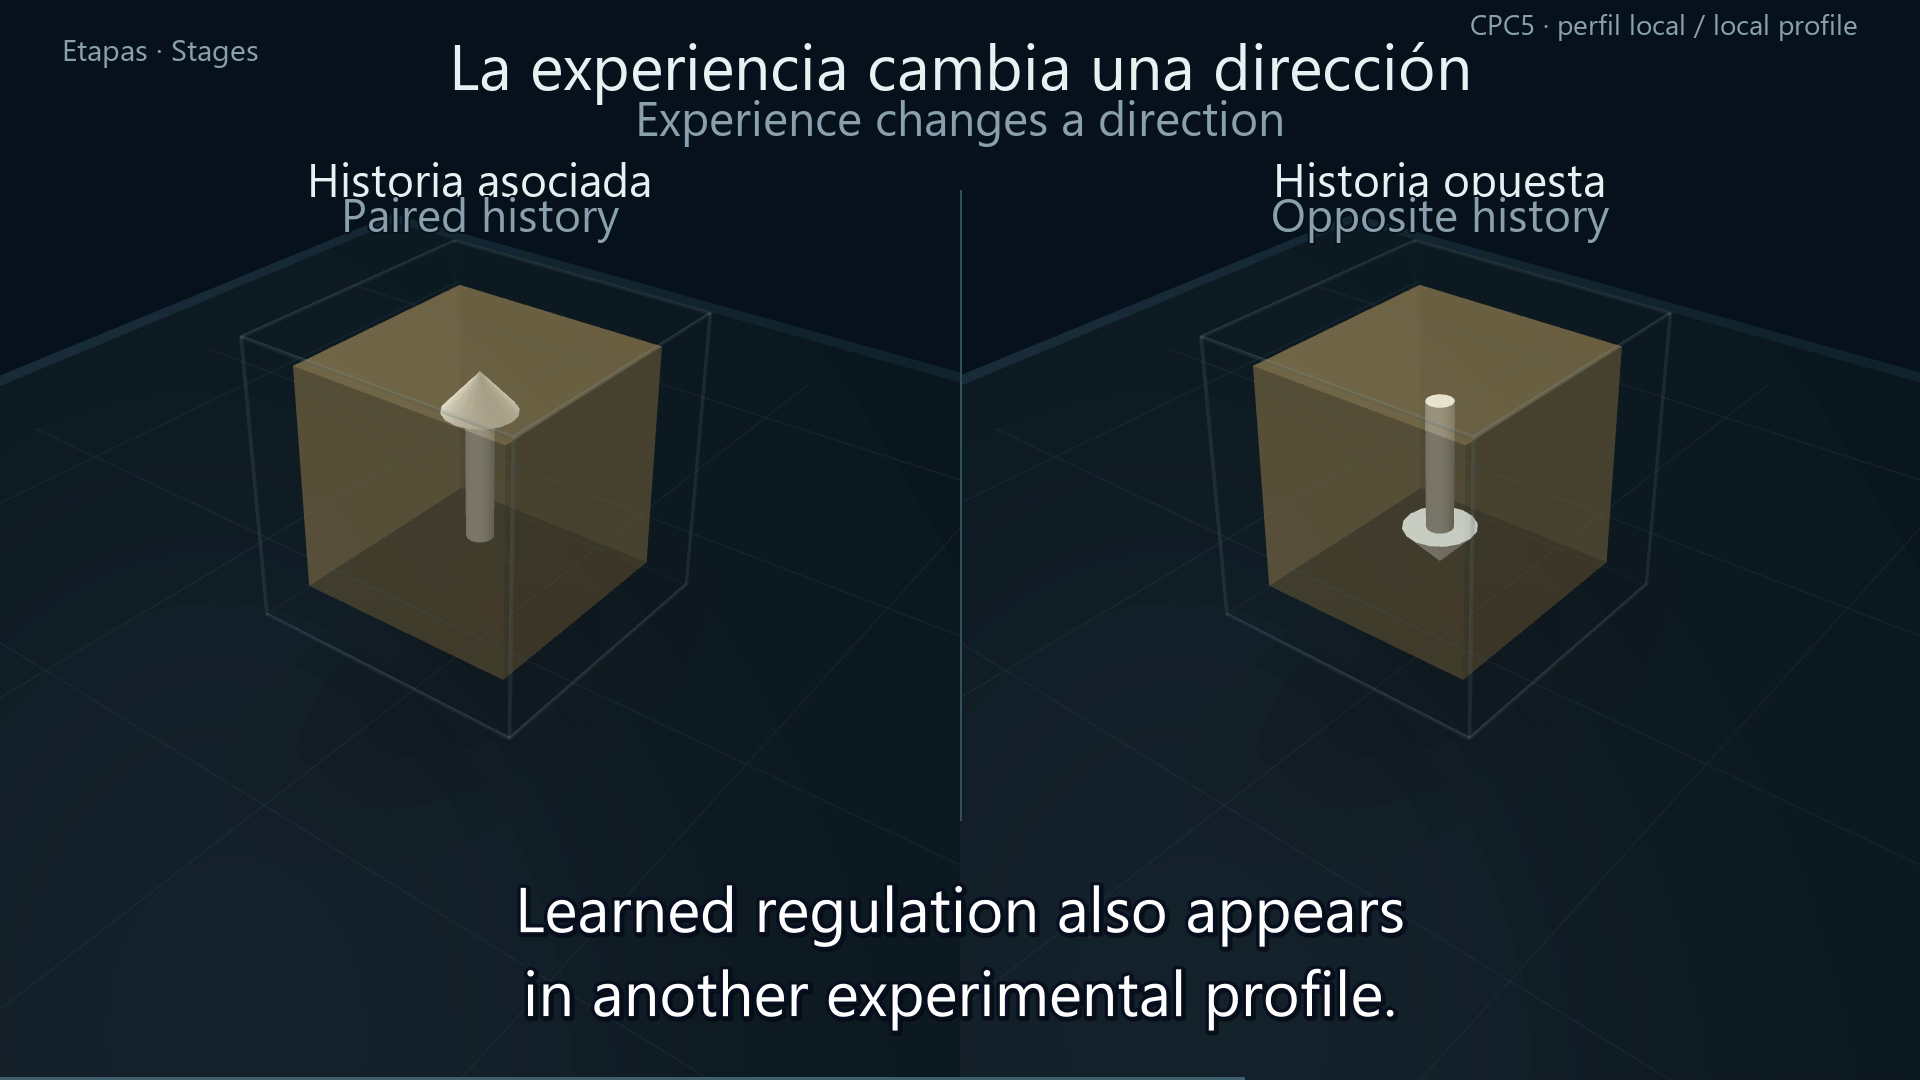 Etapas · Stages
CPC5 · perfil local / local profile
La experiencia cambia una dirección
Experience changes a direction
Historia asociada
Paired history
Historia opuesta
Opposite history
Learned regulation also appears
in another experimental profile.